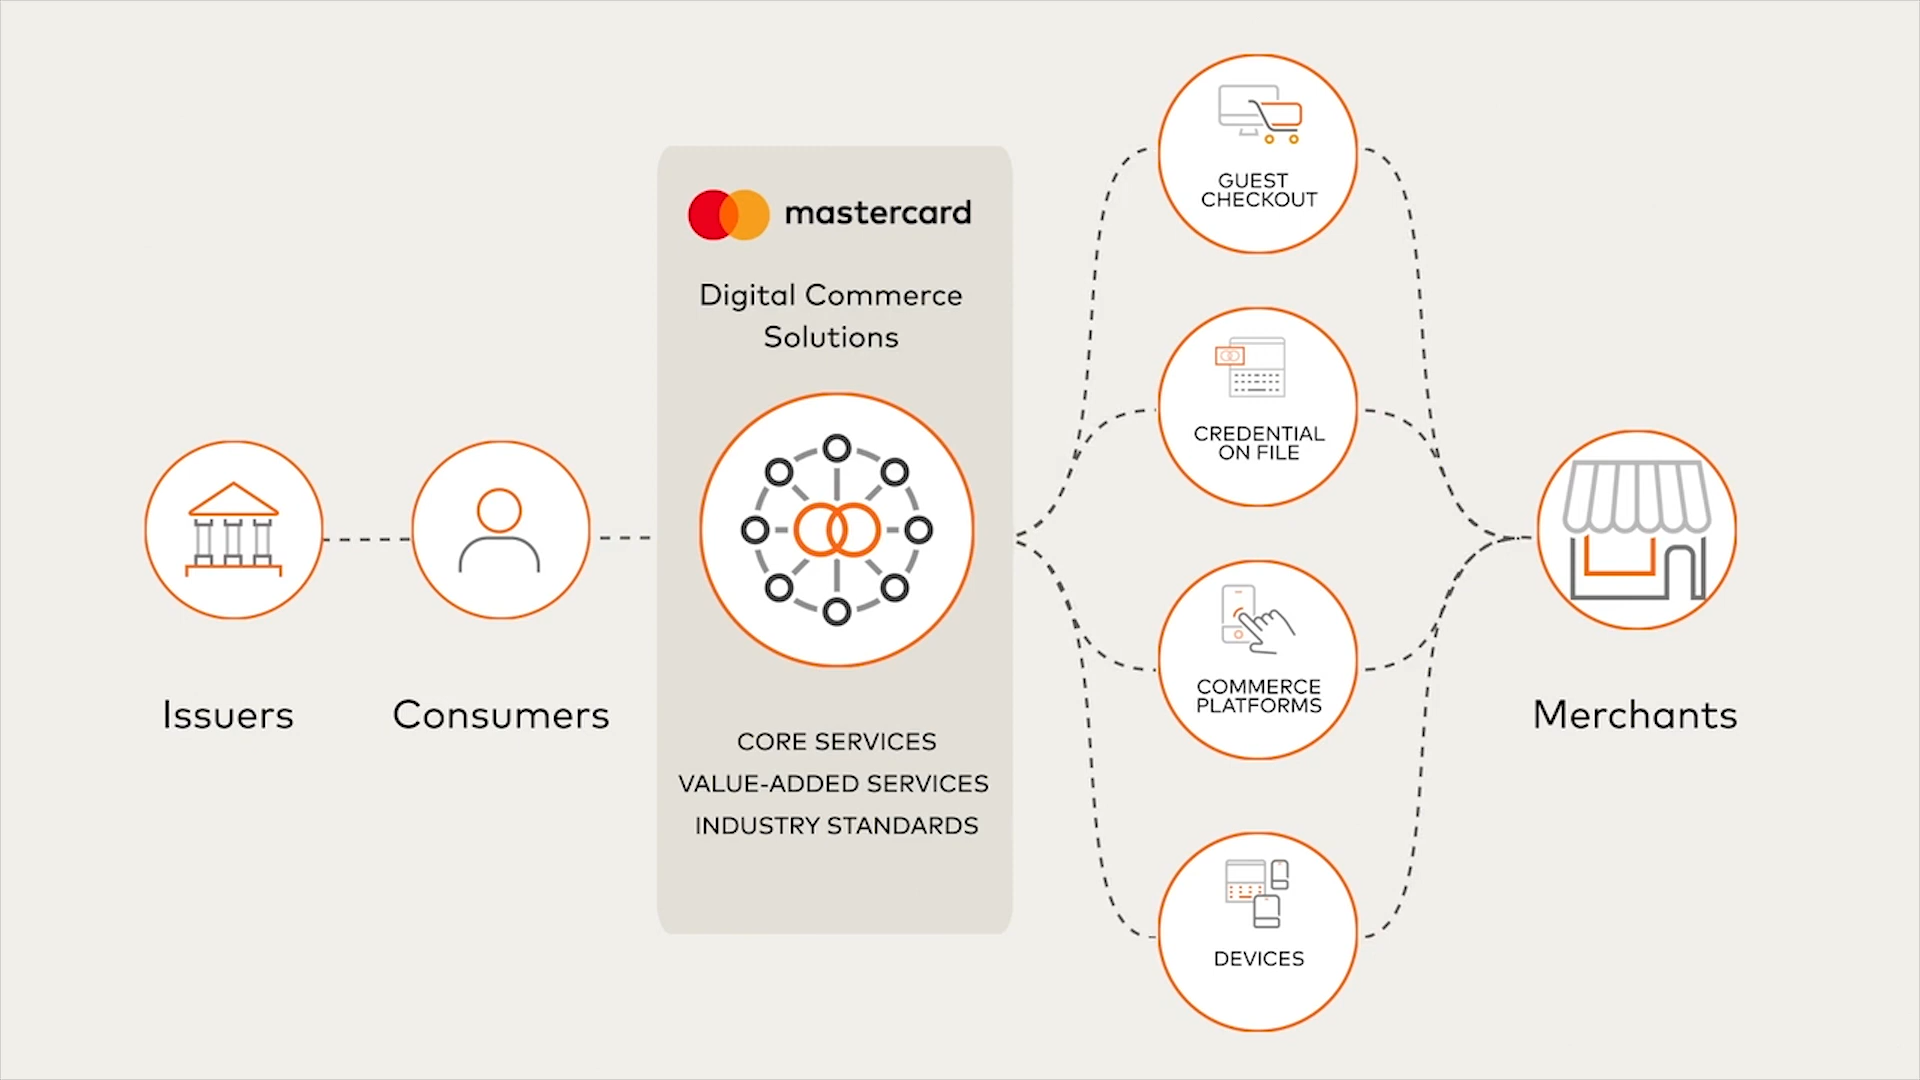 Issuers
Consumers
mastercard
Digital Commerce
Solutions
CORE SERVICES
VALUE-ADDED SERVICES
INDUSTRY STANDARDS
GUEST
CHECKOUT
CREDENTIAL
ON FILE
COMMERCE
PLATFORMS
DEVICES
Merchants